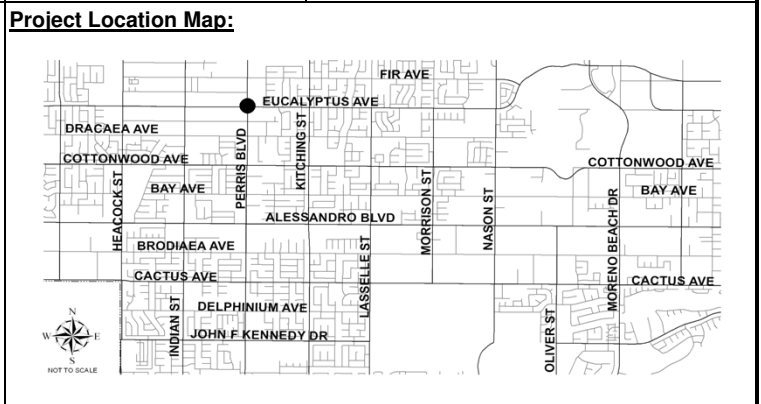 Project Location Map:
FIR AVE
EUCALYPTUS AVE
DRACAEA AVE
COTTONWOOD AVE
COTTONWOOD AVE
PERRIS BLVD
KITCHING ST
BAY AVE
BAY AVE
HEACOCK ST
ALESSANDRO BLVD
MORRISON ST
NASON ST
MORENO BEACH DR
BRODIAEA AVE
LASSELLE ST
CACTUS AVE
CACTUS AVE
INDIAN ST
DELPHINIUM AVE
JOHN F KENNEDY DR
OLIVER ST
N
W
E
S
NOT TO SCALE